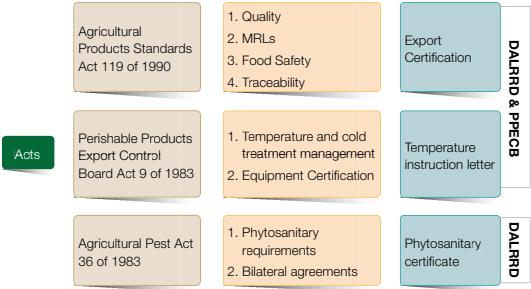 Acts
Agricultural
Products Standards
Act 119 of 1990
1. Quality
2. MRLs
3. Food Safety
4. Traceability
Export
Certification
DALRRD & PPECB
Perishable Products
Export Control
Board Act 9 of 1983
1. Temperature and cold
treatment management
2. Equipment Certification
Temperature
instruction letter
Agricultural Pest Act
36 of 1983
1. Phytosanitary
requirements
2. Bilateral agreements
Phytosanitary
certificate
DALRRD